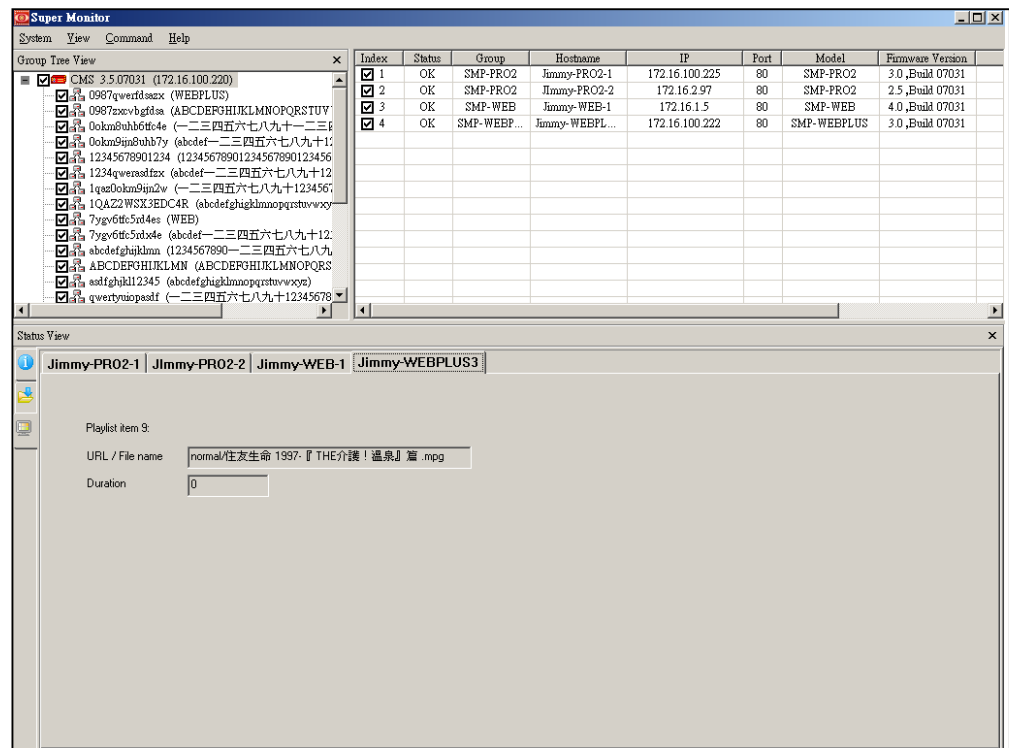 Super Monitor
System View Command Help
Group Tree View
CMS 3.5.07031 (172.16.100.220)
0987qwerfdsazx (WEBPLUS)
0987zxcvbgfdsa (ABCDEFGHIJKLMNOPQRSTUV
0okm8uhb6tfc4e (一二三四五六七八九十一二三四
0okm9ijn8uhb7y (abcdef一二三四五六七八九十12
12345678901234 (12345678901234567890123456
1234qwerasdfzx (abcdef一二三四五六七八九十12
1qaz0okm9ijn2w (一二三四五六七八九十1234567
1QAZ2WSX3EDC4R (abcdefghigklmnopqrstuvwxy
7ygv6tfc5rd4es (WEB)
7ygv6tfc5rdx4e (abcdef一二三四五六七八九十12
abcdefghijklmn (1234567890一二三四五六七八九
ABCDEFGHIJKLMN (ABCDEFGHIJKLMNOPQRS
asdfghjkl12345 (abcdefghigklmnopqrstuvwxyz)
qwertyuiopasdf (一二三四五六七八九十12345678
Index Status Group Hostname IP Port Model Firmware Version
1 OK SMP-PRO2 Jimmy-PRO2-1 172.16.100.225 80 SMP-PRO2 3.0 ,Build 07031
2 OK SMP-PRO2 JImmy-PRO2-2 172.16.2.97 80 SMP-PRO2 2.5 ,Build 07031
3 OK SMP-WEB Jimmy-WEB-1 172.16.1.5 80 SMP-WEB 4.0 ,Build 07031
4 OK SMP-WEBP... Jimmy-WEBPL... 172.16.100.222 80 SMP-WEBPLUS 3.0 ,Build 07031
Status View
Jimmy-PRO2-1 JImmy-PRO2-2 Jimmy-WEB-1 Jimmy-WEBPLUS3
Playlist item 9:
URL / File name normal/住友生命 1997-『 THE介護！温泉』 篇 .mpg
Duration 0